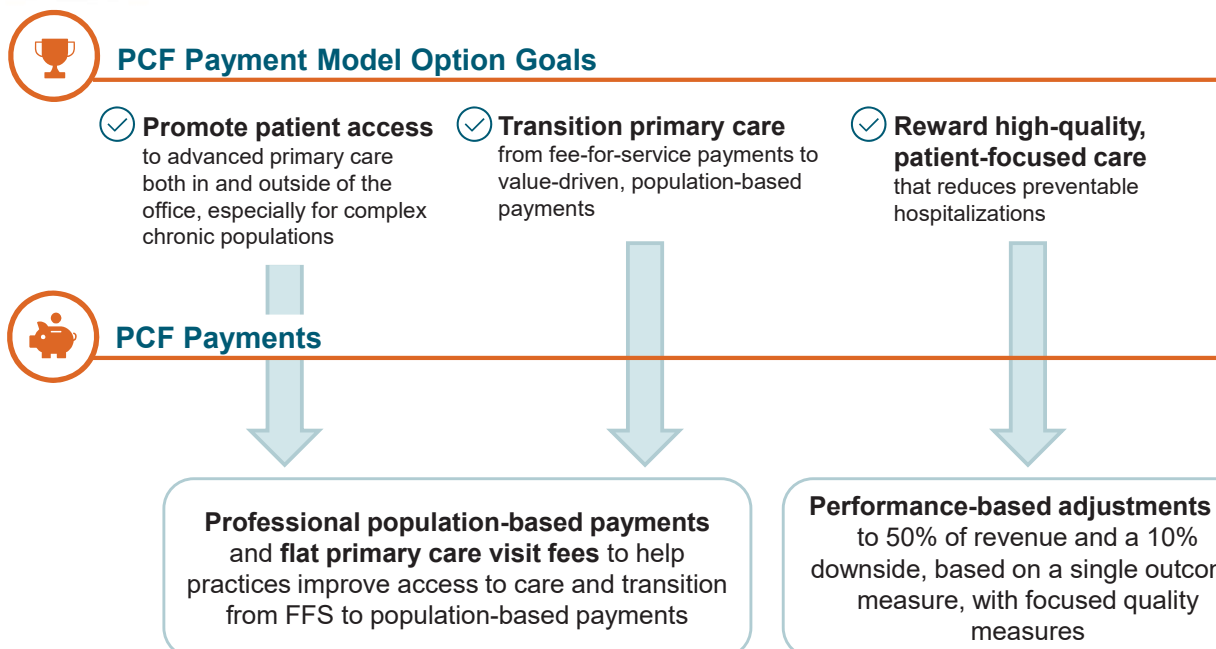 PCF Payment Model Option Goals
Promote patient access
to advanced primary care
both in and outside of the
office, especially for complex
chronic populations
Transition primary care
from fee-for-service payments to
value-driven, population-based
payments
Reward high-quality,
patient-focused care
that reduces preventable
hospitalizations
PCF Payments
Professional population-based payments
and flat primary care visit fees to help
practices improve access to care and transition
from FFS to population-based payments
Performance-based adjustments
to 50% of revenue and a 10%
downside, based on a single
measure, with focused quality
measures